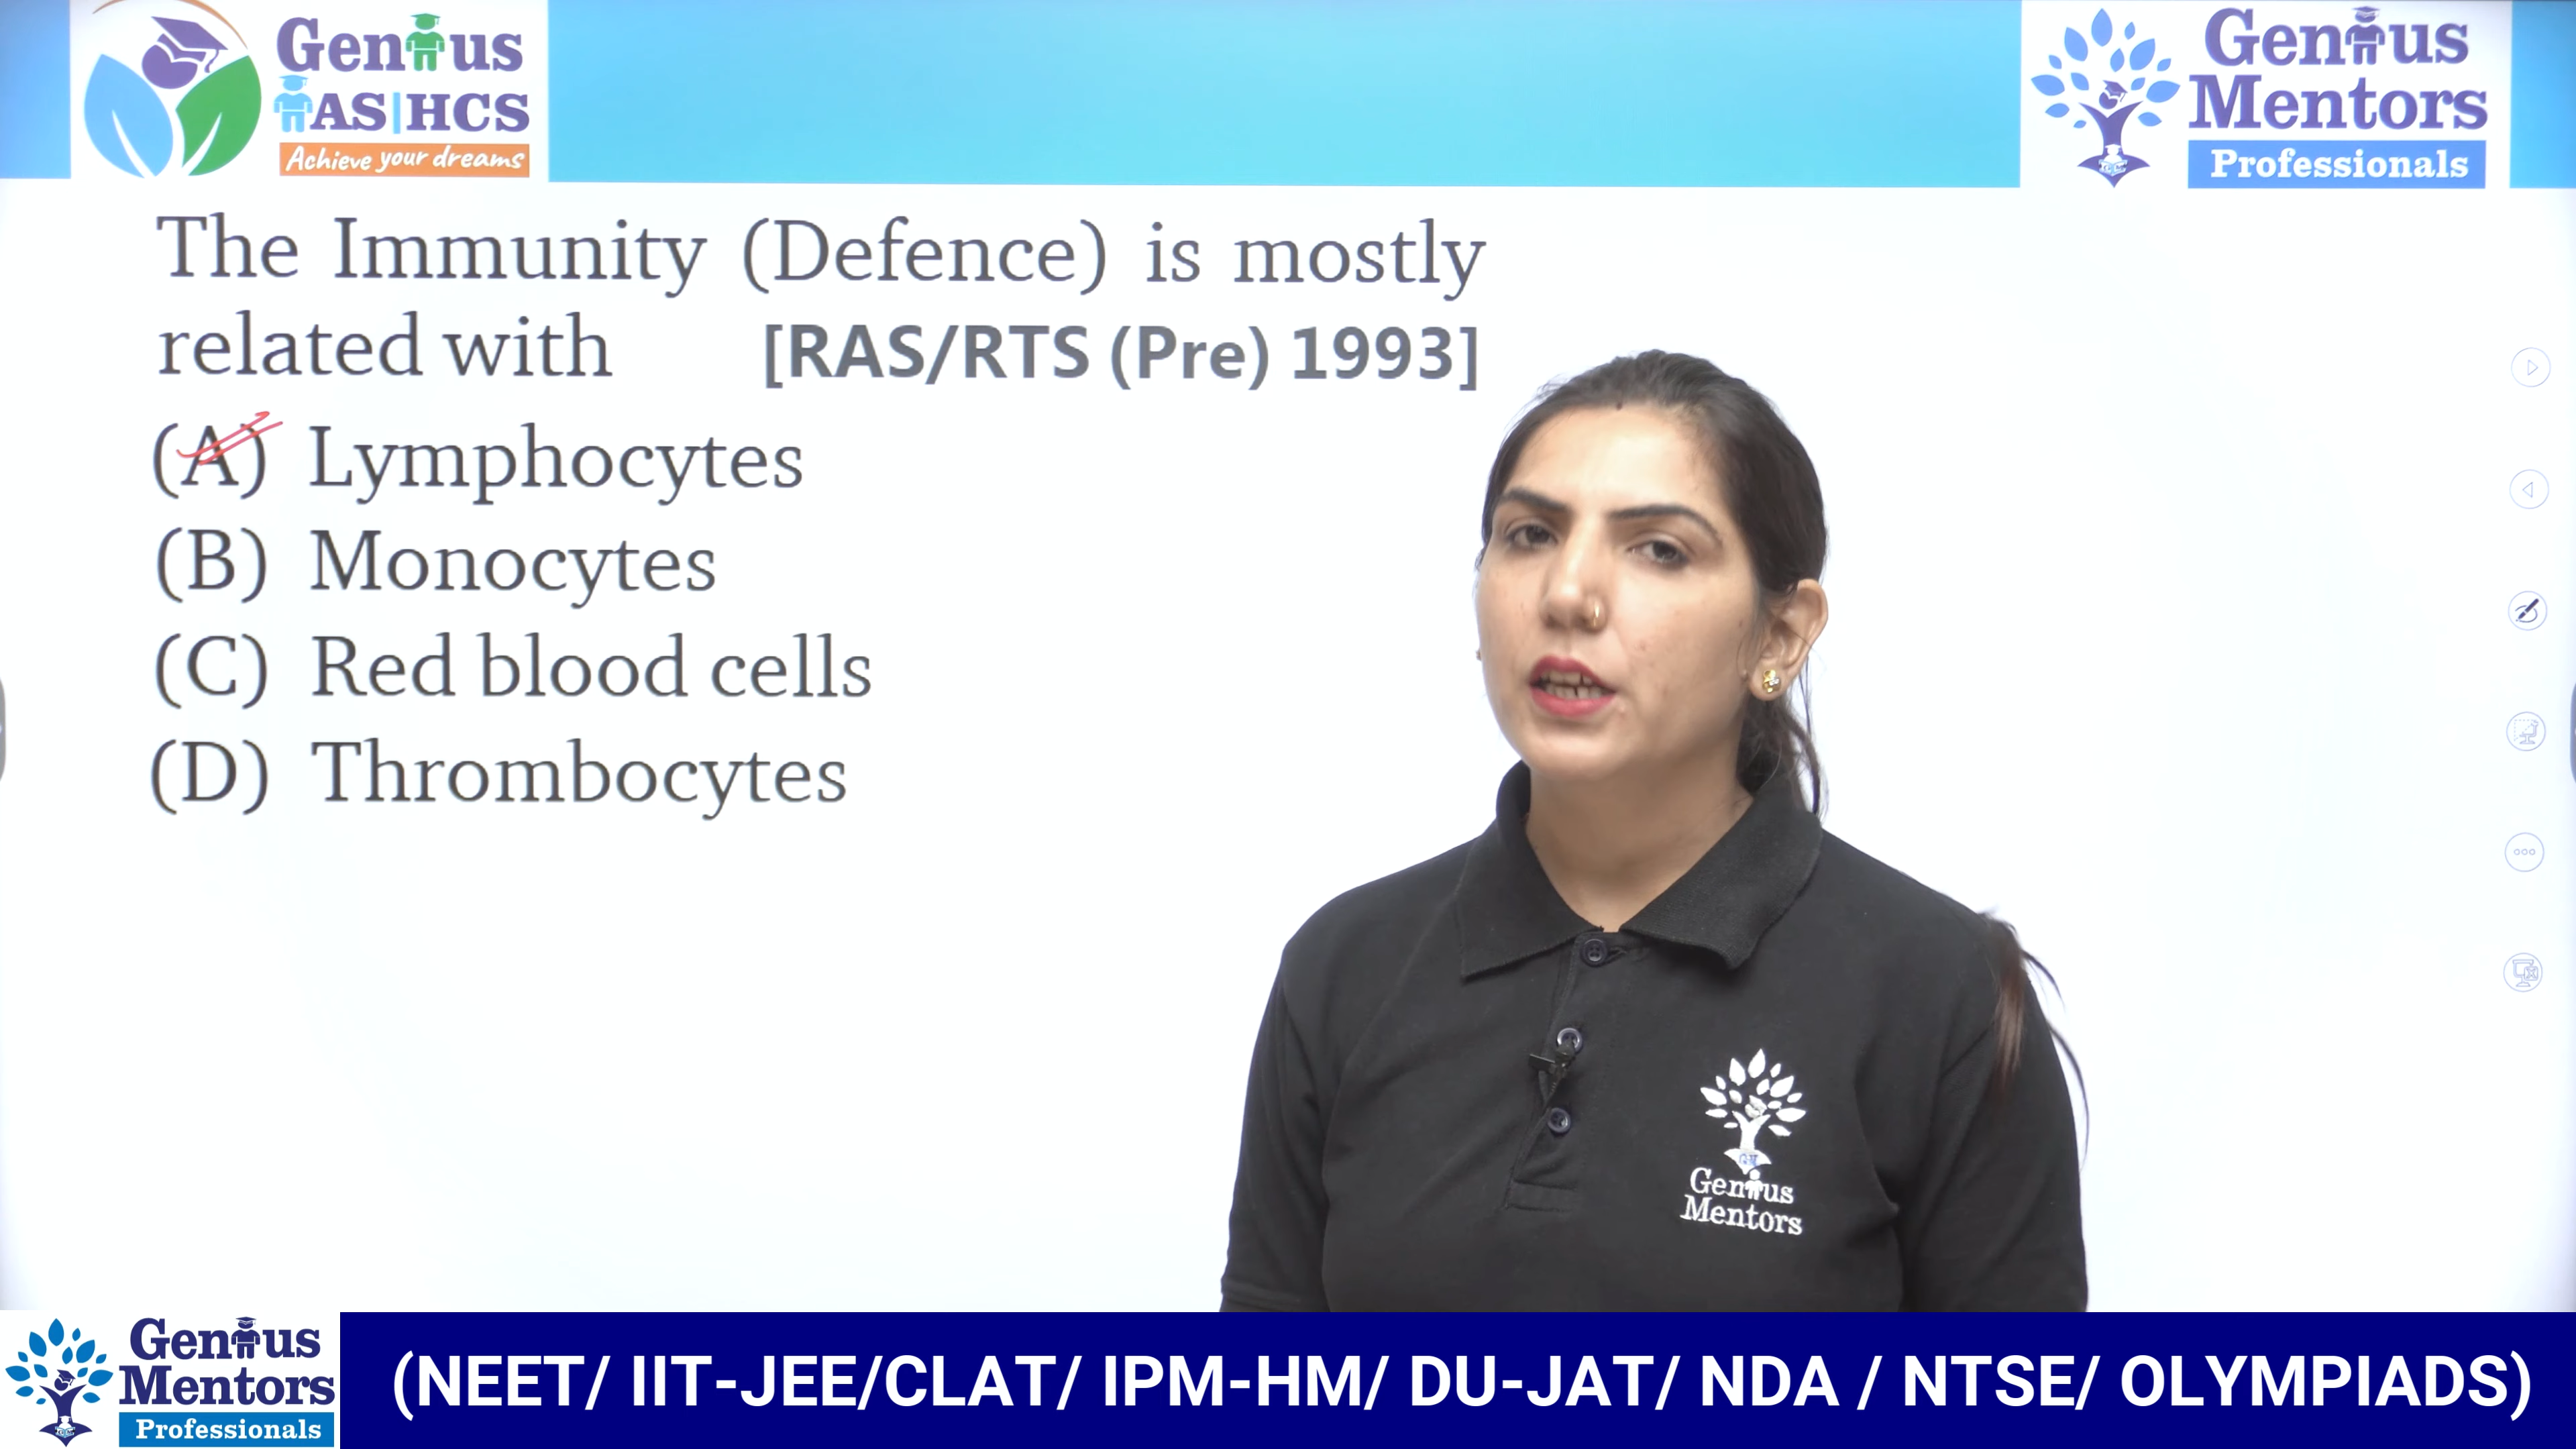 Genius
IAS|HCS
Achieve your dreams
Genius
Mentors
Professionals
The Immunity (Defence) is mostly
related with [RAS/RTS (Pre) 1993]
(A) Lymphocytes
(B) Monocytes
(C) Red blood cells
(D) Thrombocytes
Genius
Mentors
Genius
Mentors
Professionals
(NEET/ IIT-JEE/CLAT/ IPM-HM/ DU-JAT/ NDA / NTSE/ OLYMPIADS)